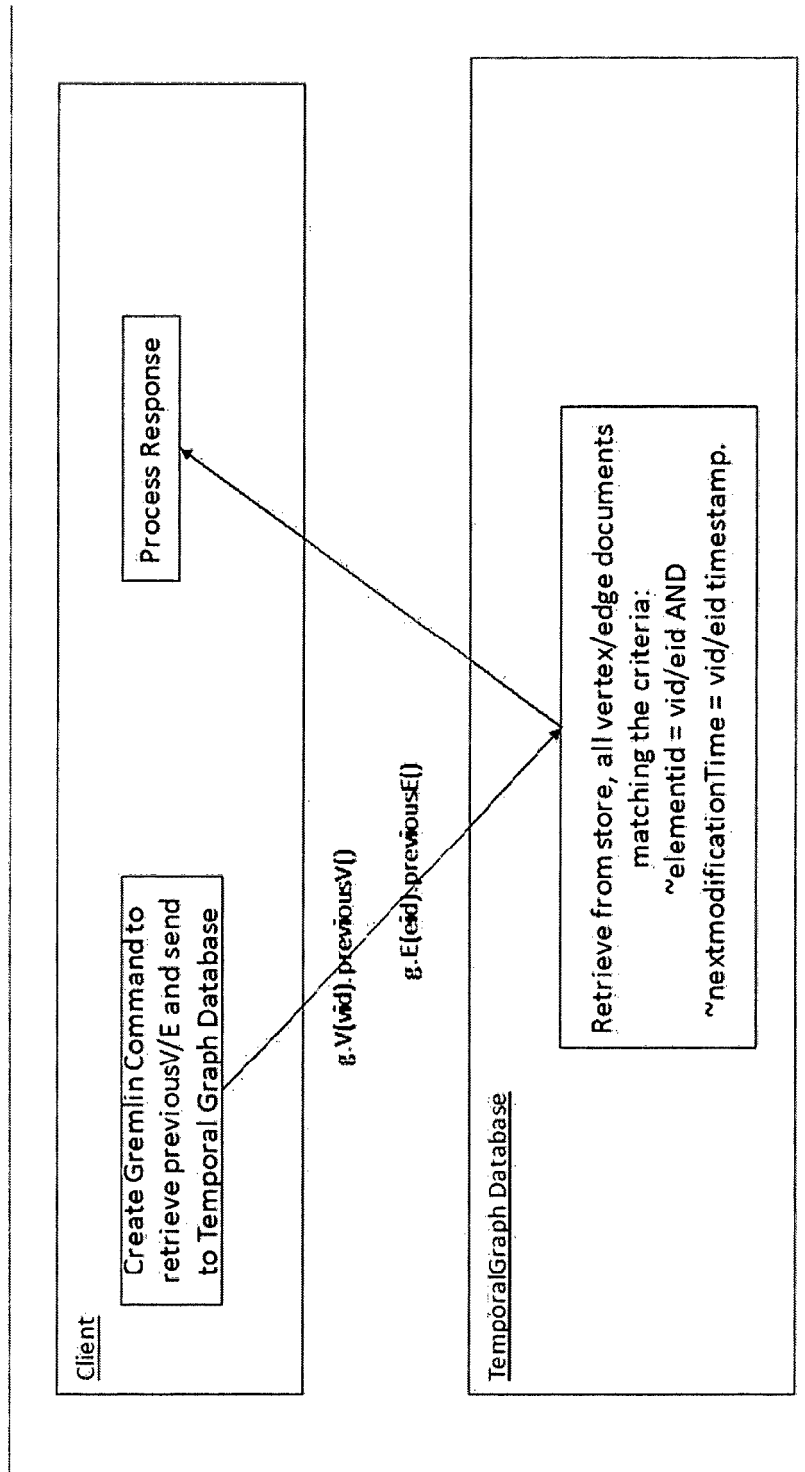 Client
Create Gremlin Command to
retrieve previousV/E and send
to Temporal Graph Database
Process Response
g.V(vid).previousV()
g.E(eid).previousE()
TemporalGraph Database
Retrieve from store, all vertex/edge documents
matching the criteria:
~elementid = vid/eid AND
~nextmodificationTime = vid/eid timestamp.